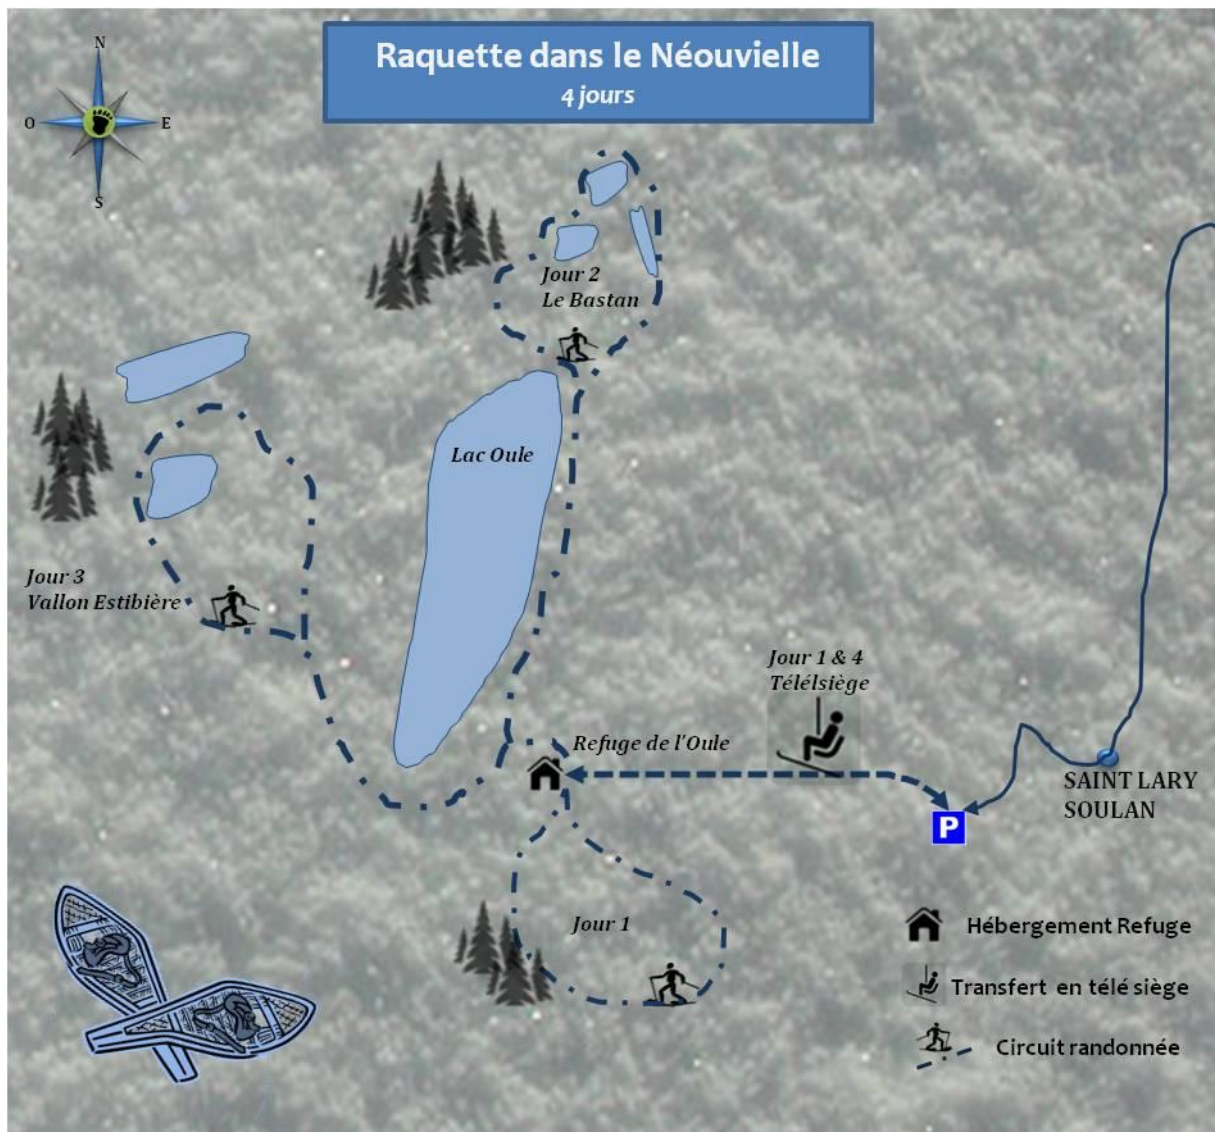 Raquette dans le Néouvielle
4 jours
N
O
E
S
Jour 2
Le Bastan
Lac Oule
Jour 3
Vallon Estibière
Jour 1 & 4
Télélsiège
Refuge de l'Oule
SAINT LARY
SOULAN
P
Jour 1
Hébergement Refuge
Transfert en télé siège
Circuit randonnée